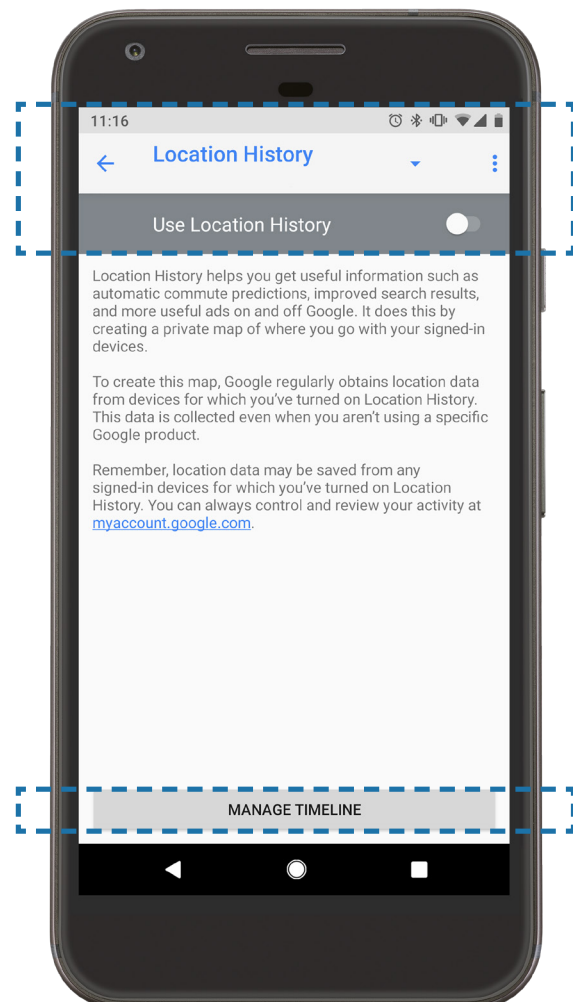 11:16
Location History
Use Location History
Location History helps you get useful information such as
automatic commute predictions, improved search results,
and more useful ads on and off Google. It does this by
creating a private map of where you go with your signed-in
devices.
To create this map, Google regularly obtains location data
from devices for which you’ve turned on Location History.
This data is collected even when you aren’t using a specific
Google product.
Remember, location data may be saved from any
signed-in devices for which you’ve turned on Location
History. You can always control and review your activity at
myaccount.google.com.
MANAGE TIMELINE